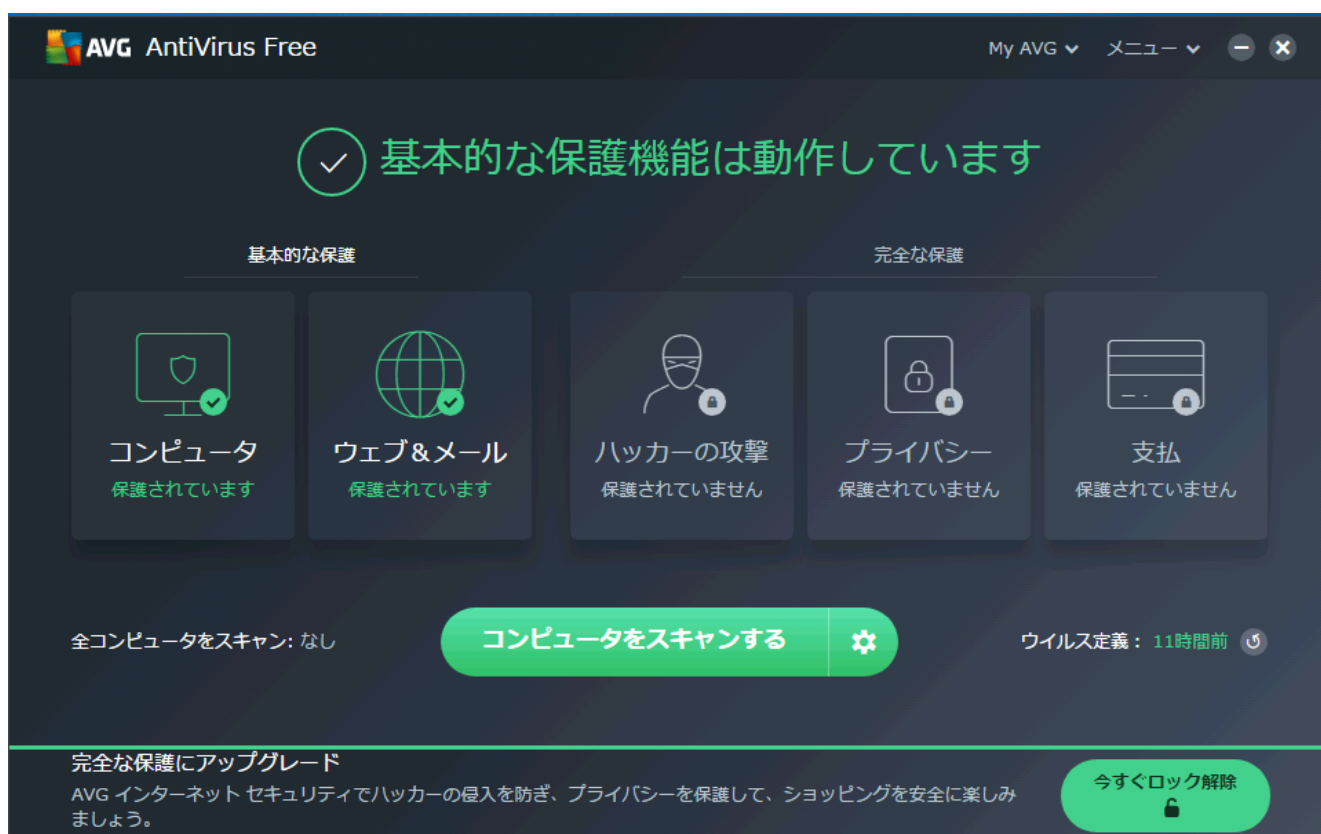 AVG AntiVirus Free
My AVG メニュー
基本的な保護機能は動作しています
基本的な保護
完全な保護
コンピュータ
保護されています
ウェブ&メール
保護されています
ハッカーの攻撃
保護されていません
プライバシー
保護されていません
支払
保護されていません
全コンピュータをスキャン: なし
コンピュータをスキャンする
ウイルス定義: 11時間前
完全な保護にアップグレード
AVG インターネット セキュリティでハッカーの侵入を防ぎ、プライバシーを保護して、ショッピングを安全に楽しみ
ましょう。
今すぐロック解除